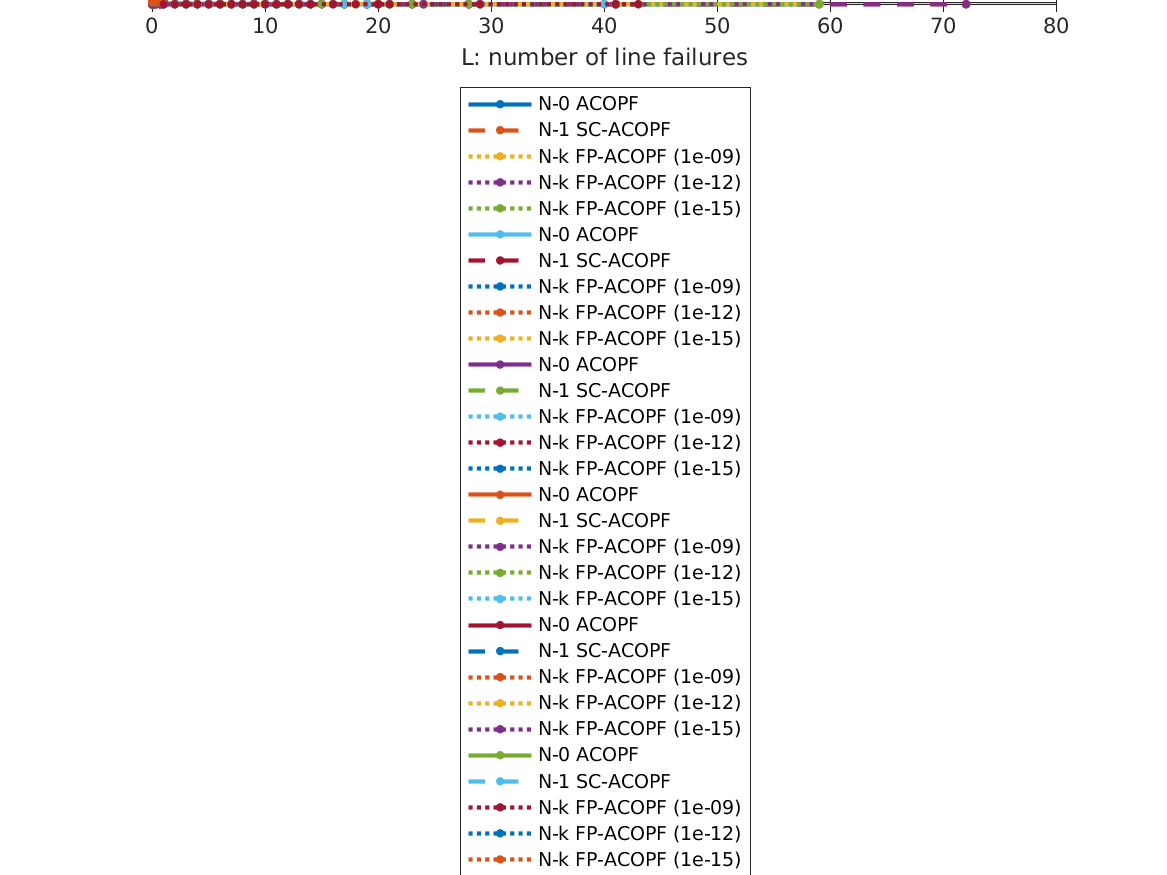 0 10 20 30 40 50 60 70 80
L: number of line failures
N-0 ACOPF
N-1 SC-ACOPF
N-k FP-ACOPF (1e-09)
N-k FP-ACOPF (1e-12)
N-k FP-ACOPF (1e-15)
N-0 ACOPF
N-1 SC-ACOPF
N-k FP-ACOPF (1e-09)
N-k FP-ACOPF (1e-12)
N-k FP-ACOPF (1e-15)
N-0 ACOPF
N-1 SC-ACOPF
N-k FP-ACOPF (1e-09)
N-k FP-ACOPF (1e-12)
N-k FP-ACOPF (1e-15)
N-0 ACOPF
N-1 SC-ACOPF
N-k FP-ACOPF (1e-09)
N-k FP-ACOPF (1e-12)
N-k FP-ACOPF (1e-15)
N-0 ACOPF
N-1 SC-ACOPF
N-k FP-ACOPF (1e-09)
N-k FP-ACOPF (1e-12)
N-k FP-ACOPF (1e-15)
N-0 ACOPF
N-1 SC-ACOPF
N-k FP-ACOPF (1e-09)
N-k FP-ACOPF (1e-12)
N-k FP-ACOPF (1e-15)